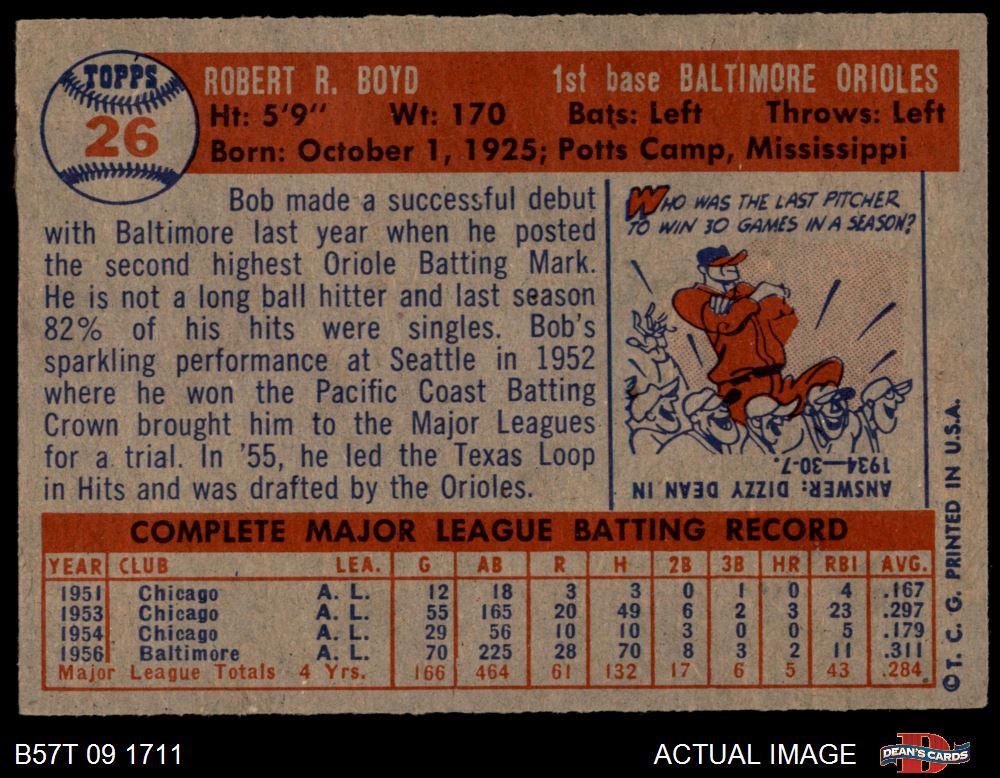 TOPPS
26
ROBERT R. BOYD 1st base BALTIMORE ORIOLES
Ht: 5'9" Wt: 170 Bats: Left Throws: Left
Born: October 1, 1925; Potts Camp, Mississippi
Bob made a successful debut
with Baltimore last year when he posted
the second highest Oriole Batting Mark.
He is not a long ball hitter and last season
82% of his hits were singles. Bob's
sparkling performance at Seattle in 1952
where he won the Pacific Coast Batting
Crown brought him to the Major Leagues
for a trial. In '55, he led the Texas Loop
in Hits and was drafted by the Orioles.
WHO WAS THE LAST PITCHER
TO WIN 30 GAMES IN A SEASON?
ANSWER: DIZZY DEAN IN
1934—30-7.
COMPLETE MAJOR LEAGUE BATTING RECORD
YEAR CLUB LEA. G AB R H 2B 3B HR RBI AVG.
1951 Chicago A. L. 12 18 3 3 0 1 0 4 .167
1953 Chicago A. L. 55 165 20 49 6 2 3 23 .297
1954 Chicago A. L. 29 56 10 10 3 0 0 5 .179
1956 Baltimore A. L. 70 225 28 70 8 3 2 11 .311
Major League Totals 4 Yrs. 166 464 61 132 17 6 5 43 .284
©T. C. G. PRINTED IN U.S.A.
B57T 09 1711 ACTUAL IMAGE
DEAN'S CARDS